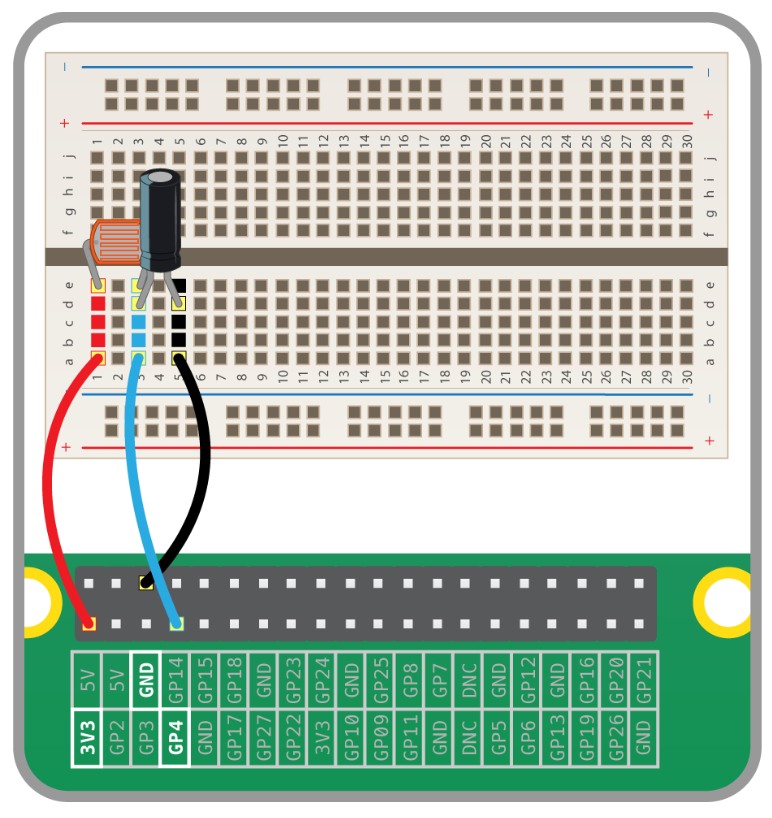 – –
+ +
1 2 3 4 5 6 7 8 9 10 11 12 13 14 15 16 17 18 19 20 21 22 23 24 25 26 27 28 29 30
j j
i i
h h
g g
f f
e e
d d
c c
b b
a a
1 2 3 4 5 6 7 8 9 10 11 12 13 14 15 16 17 18 19 20 21 22 23 24 25 26 27 28 29 30
–
+ +
5V 5V GND GP14 GP15 GP18 GND GP23 GP24 GND GP25 GP8 GP7 DNC GND GP12 GND GP16 GP20 GP21
3V3 GP2 GP3 GP4 GND GP17 GP27 GP22 3V3 GP10 GP09 GP11 GND DNC GP5 GP6 GP13 GP19 GP26 GND